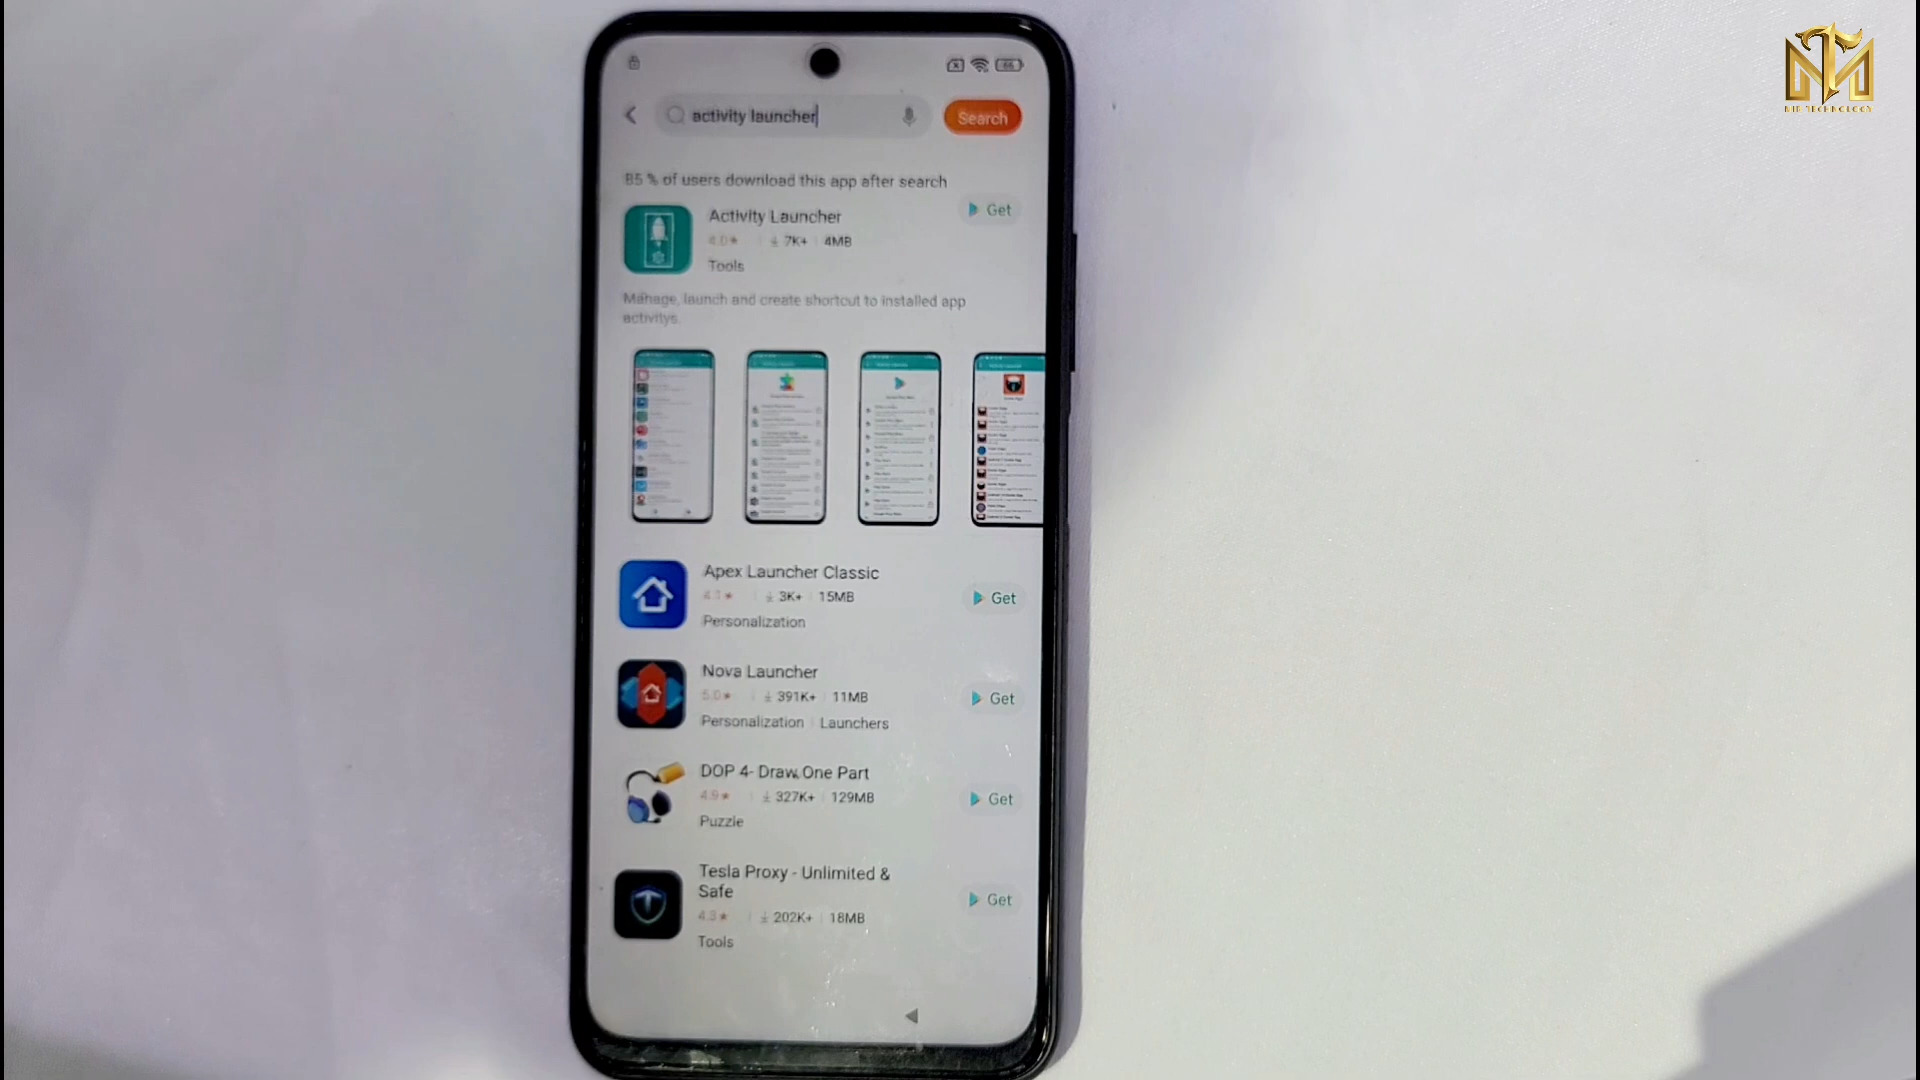 66
activity launcher
Search
85 % of users download this app after search
Activity Launcher
Get
4.0★ 7K+ 4MB
Tools
Manage, launch and create shortcut to installed app
activitys.
Apex Launcher Classic
4.1★ 3K+ 15MB
Get
Personalization
Nova Launcher
5.0★ 391K+ 11MB
Get
Personalization Launchers
DOP 4- Draw One Part
4.9★ 327K+ 129MB
Get
Puzzle
Tesla Proxy - Unlimited &
Safe
Get
4.3★ 202K+ 18MB
Tools